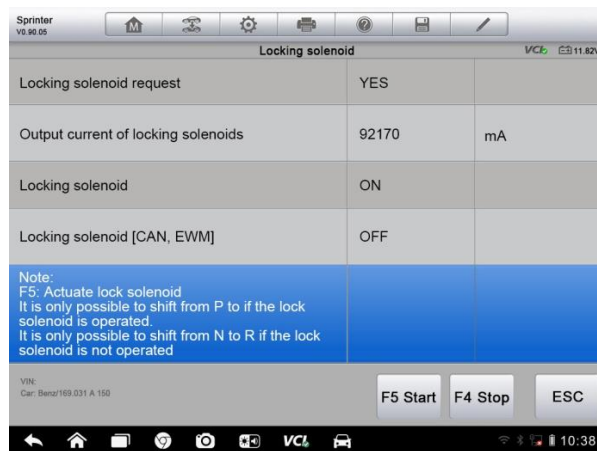 Sprinter
V0.90.05
M
Locking solenoid
VCI 11.82V
Locking solenoid request YES
Output current of locking solenoids 92170 mA
Locking solenoid ON
Locking solenoid [CAN, EWM] OFF
Note:
F5: Actuate lock solenoid
It is only possible to shift from P to if the lock
solenoid is operated.
It is only possible to shift from N to R if the lock
solenoid is not operated
VIN:
Car: Benz/169.031 A 150
F5 Start F4 Stop ESC
VCI 10:38